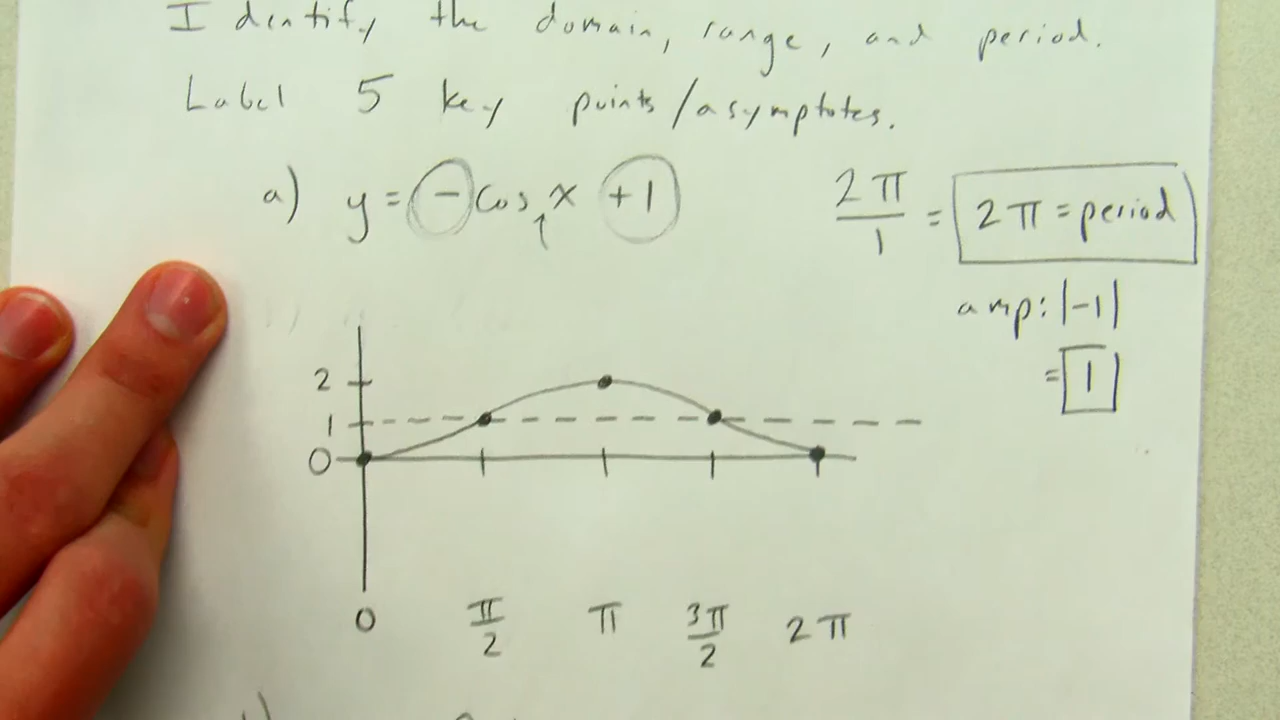 Identify the domain, range, and period.
Label 5 key points/asymptotes.
a) y = - cos x + 1
2π/1 = 2π = period
amp: |-1|
= 1
2
1
0
0 π/2 π 3π/2 2π